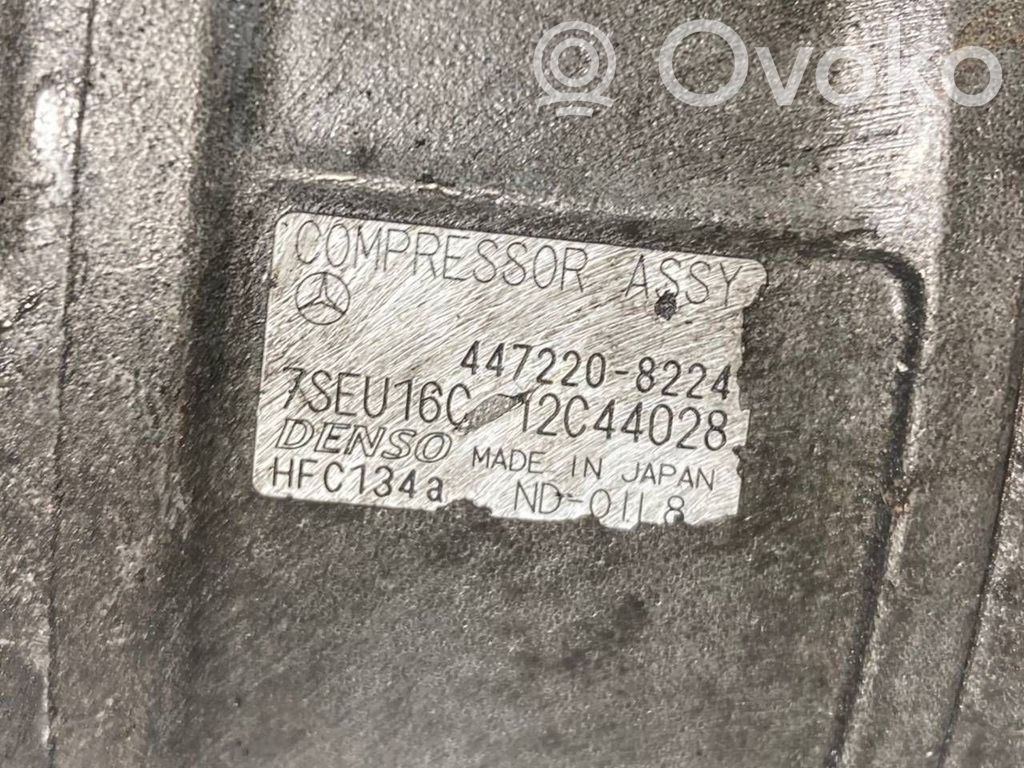 Ovoko
COMPRESSOR ASSY
447220-8224
7SEU16C 12C44028
DENSO MADE IN JAPAN
HFC134a ND-OIL 8